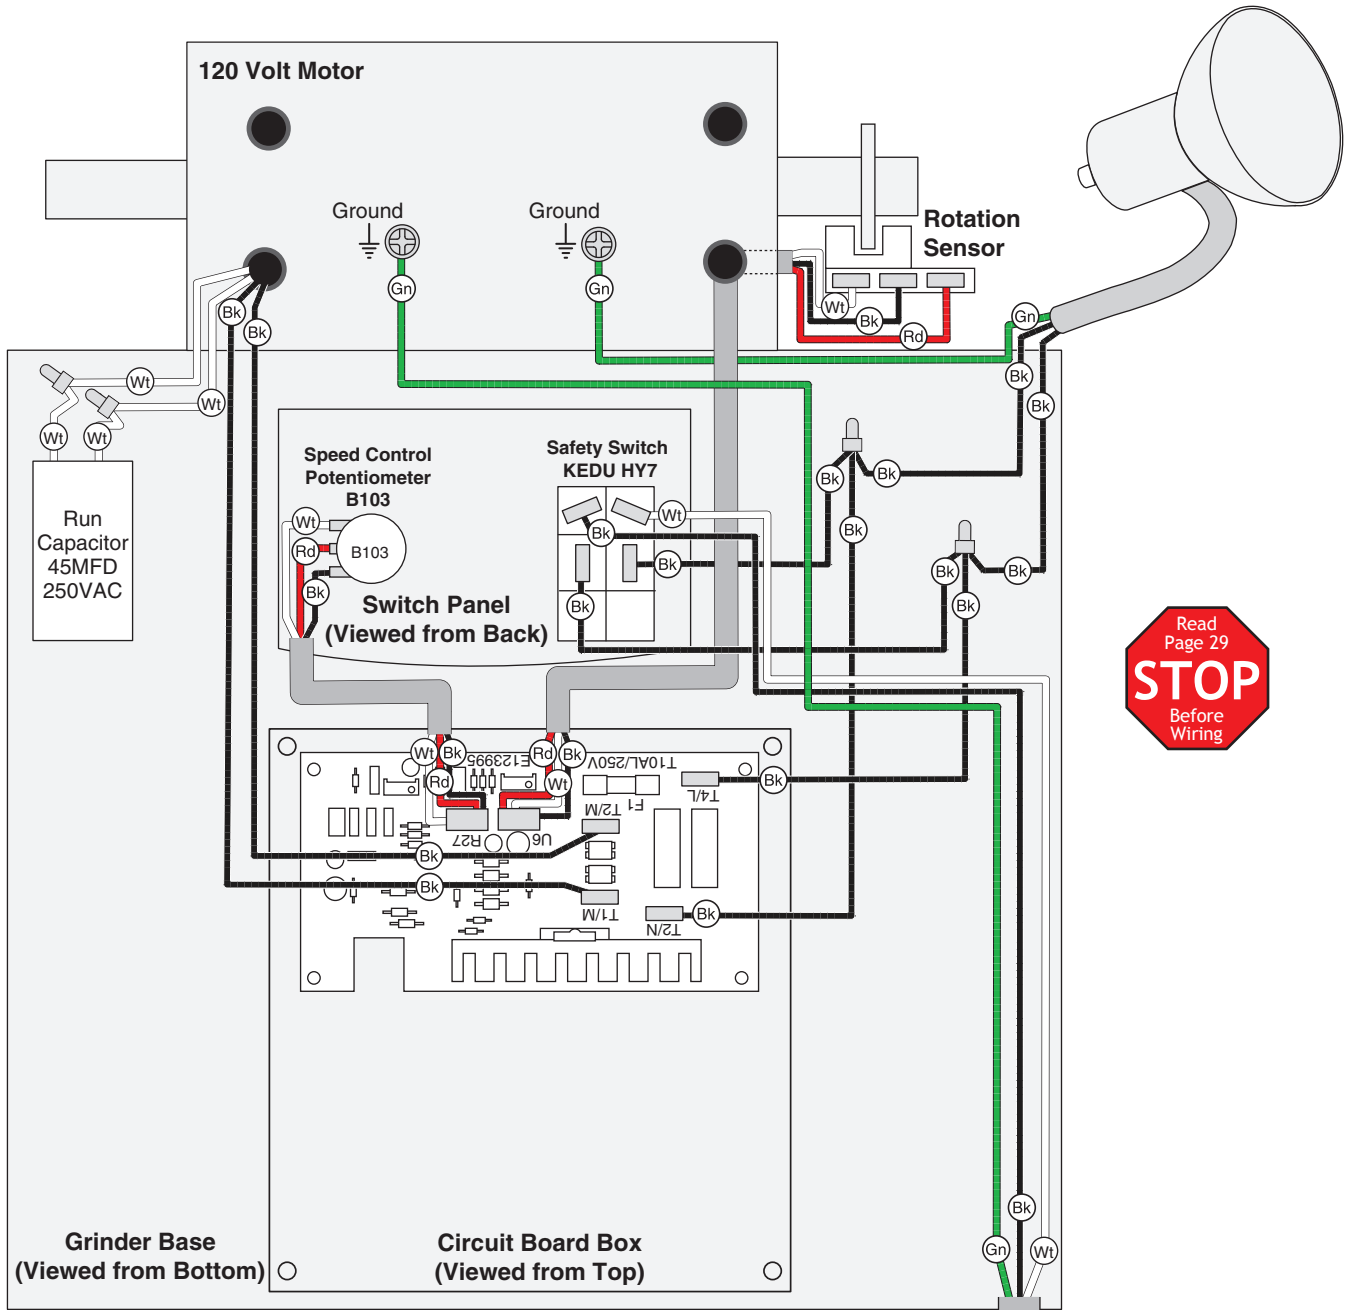 120 Volt Motor
Ground
Ground
Rotation
Sensor
Gn
Gn
Wt
Bk
Rd
Gn
Bk
Bk
Bk
Bk
Wt
Wt
Wt
Wt
Run
Capacitor
45MFD
250VAC
Speed Control
Potentiometer
B103
Wt
Rd
Bk
B103
Safety Switch
KEDU HY7
Wt
Bk
Bk
Bk
Bk
Bk
Bk
Bk
Bk
Bk
Switch Panel
(Viewed from Back)
Read
Page 29
STOP
Before
Wiring
Wt
Bk
Rd
E123995
Rd
Bk
Wt
T10AL/250V
F1
T4/L
Bk
T2/M
R27
U6
Bk
Bk
T1/M
T2/N
Bk
Bk
Gn
Wt
Grinder Base
(Viewed from Bottom)
Circuit Board Box
(Viewed from Top)